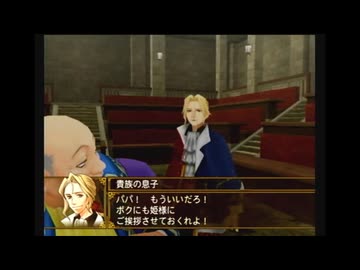 貴族の息子
パパ！　もういいだろ！
ボクにも姫様に
ご挨拶させておくれよ！